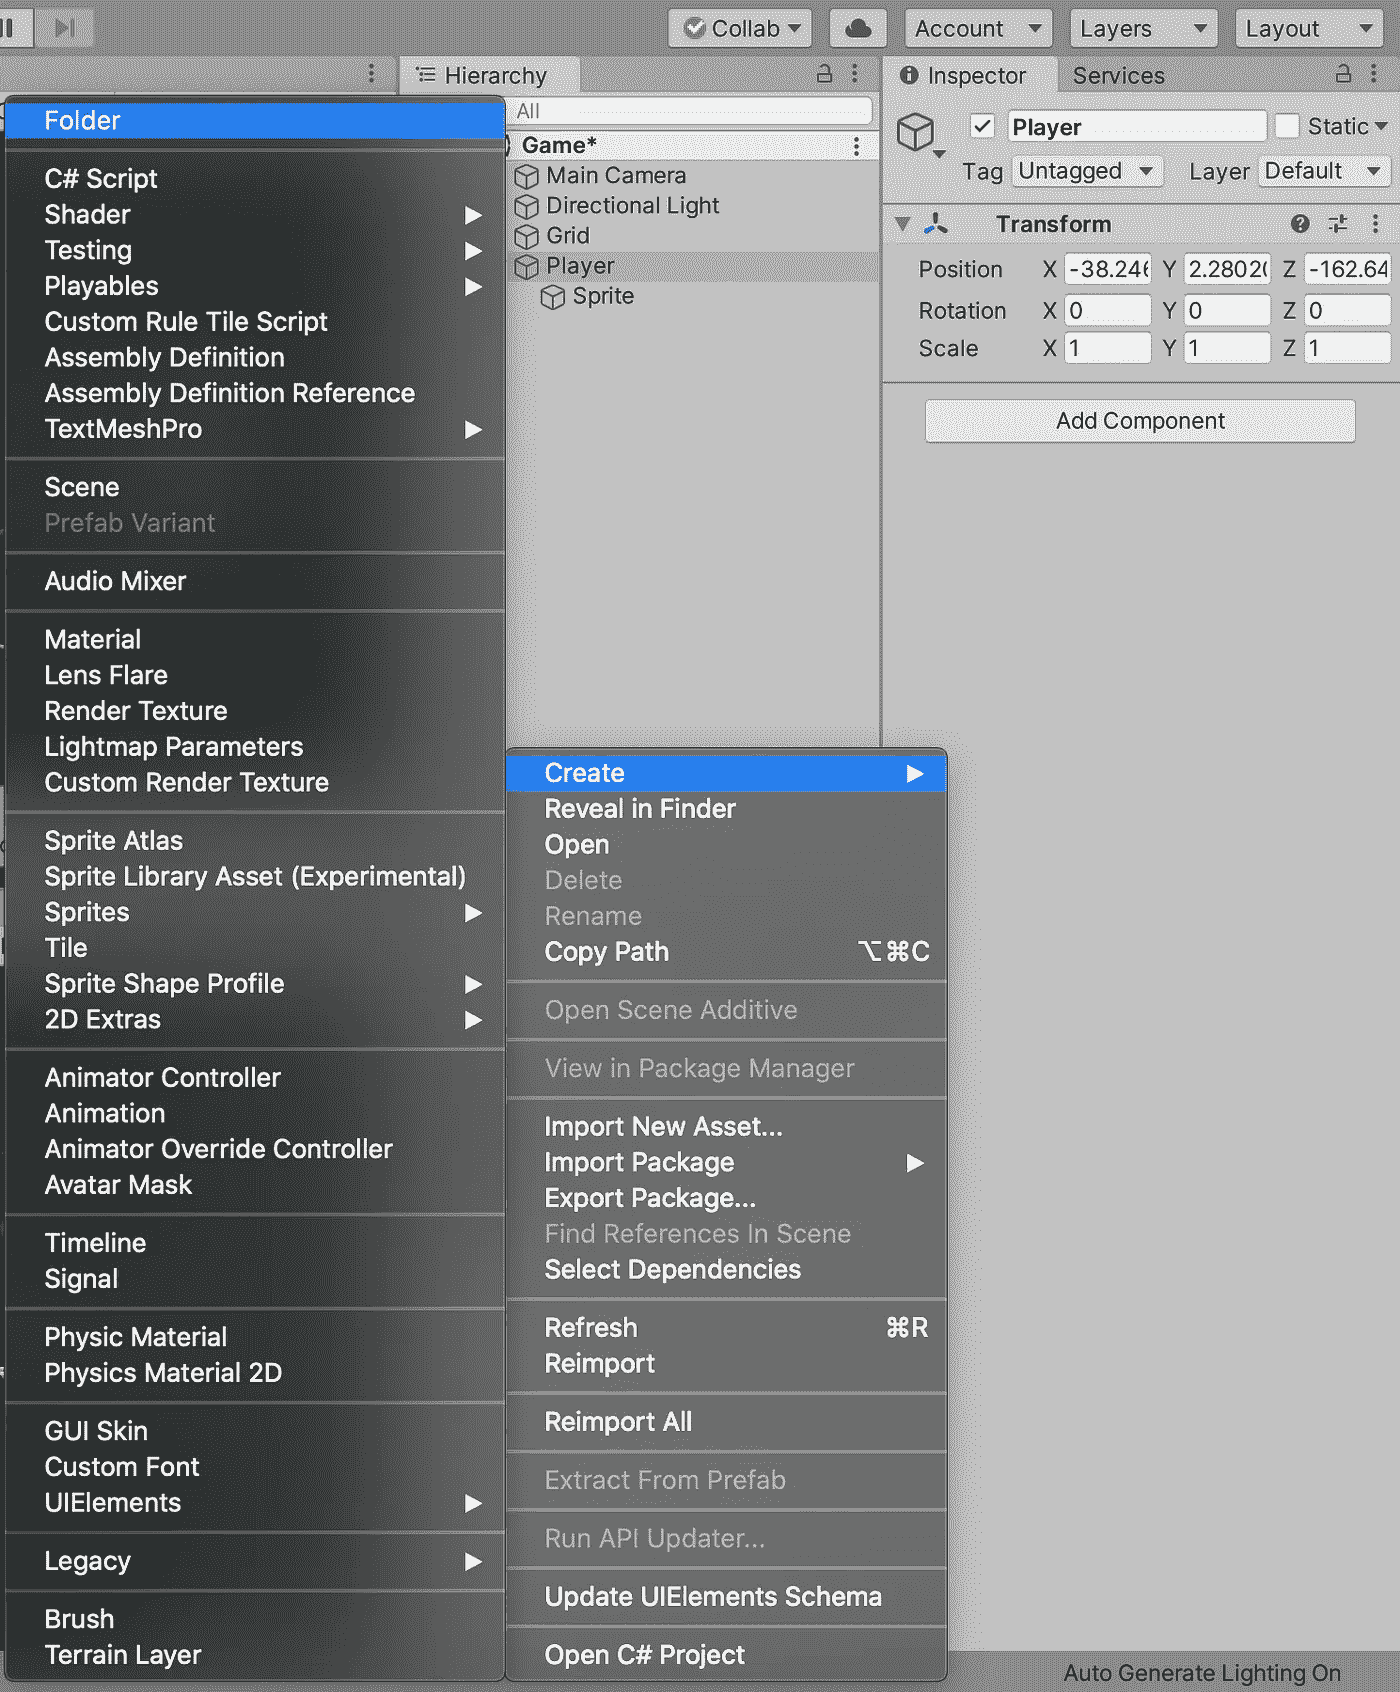 Collab
Account
Layers
Layout
Hierarchy
Inspector
Services
All
Game*
Main Camera
Directional Light
Grid
Player
Sprite
Player
Static
Tag Untagged Layer Default
Transform
Position X -38.246 Y 2.2802 Z -162.64
Rotation X 0 Y 0 Z 0
Scale X 1 Y 1 Z 1
Add Component
Folder
C# Script
Shader
Testing
Playables
Custom Rule Tile Script
Assembly Definition
Assembly Definition Reference
TextMeshPro
Scene
Prefab Variant
Audio Mixer
Material
Lens Flare
Render Texture
Lightmap Parameters
Custom Render Texture
Sprite Atlas
Sprite Library Asset (Experimental)
Sprites
Tile
Sprite Shape Profile
2D Extras
Animator Controller
Animation
Animator Override Controller
Avatar Mask
Timeline
Signal
Physic Material
Physics Material 2D
GUI Skin
Custom Font
UIElements
Legacy
Brush
Terrain Layer
Create
Reveal in Finder
Open
Delete
Rename
Copy Path ⌥⌘C
Open Scene Additive
View in Package Manager
Import New Asset...
Import Package
Export Package...
Find References In Scene
Select Dependencies
Refresh ⌘R
Reimport
Reimport All
Extract From Prefab
Run API Updater...
Update UIElements Schema
Open C# Project
Auto Generate Lighting On